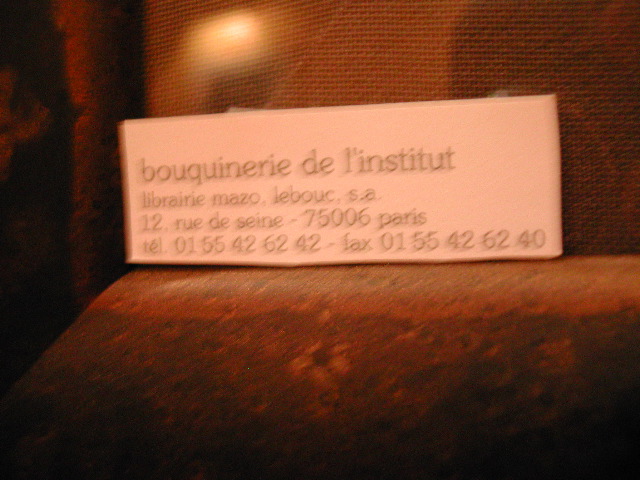 bouquinerie de l'institut
librairie mazo, lebouc, s.a.
12, rue de seine - 75006 paris
tél. 01 55 42 62 42 - fax 01 55 42 62 40